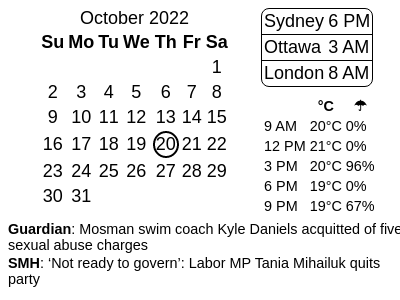 October 2022
Su Mo Tu We Th Fr Sa
1
2 3 4 5 6 7 8
9 10 11 12 13 14 15
16 17 18 19 20 21 22
23 24 25 26 27 28 29
30 31
Sydney 6 PM
Ottawa 3 AM
London 8 AM
°C ☂
9 AM 20°C 0%
12 PM 21°C 0%
3 PM 20°C 96%
6 PM 19°C 0%
9 PM 19°C 67%
Guardian: Mosman swim coach Kyle Daniels acquitted of five
sexual abuse charges
SMH: ‘Not ready to govern’: Labor MP Tania Mihailuk quits
party